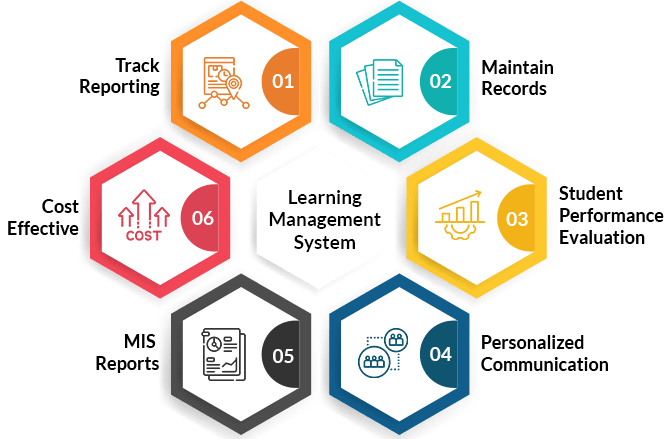 Track
Reporting
01
02
Maintain
Records
Cost
Effective
COST
06
Learning
Management
System
03
Student
Performance
Evaluation
MIS
Reports
05
04
Personalized
Communication